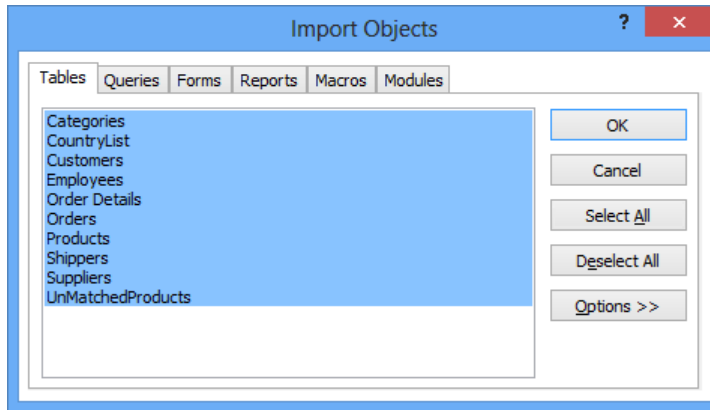 Import Objects
?
Tables Queries Forms Reports Macros Modules
Categories
CountryList
Customers
Employees
Order Details
Orders
Products
Shippers
Suppliers
UnMatchedProducts
OK
Cancel
Select All
Deselect All
Options >>